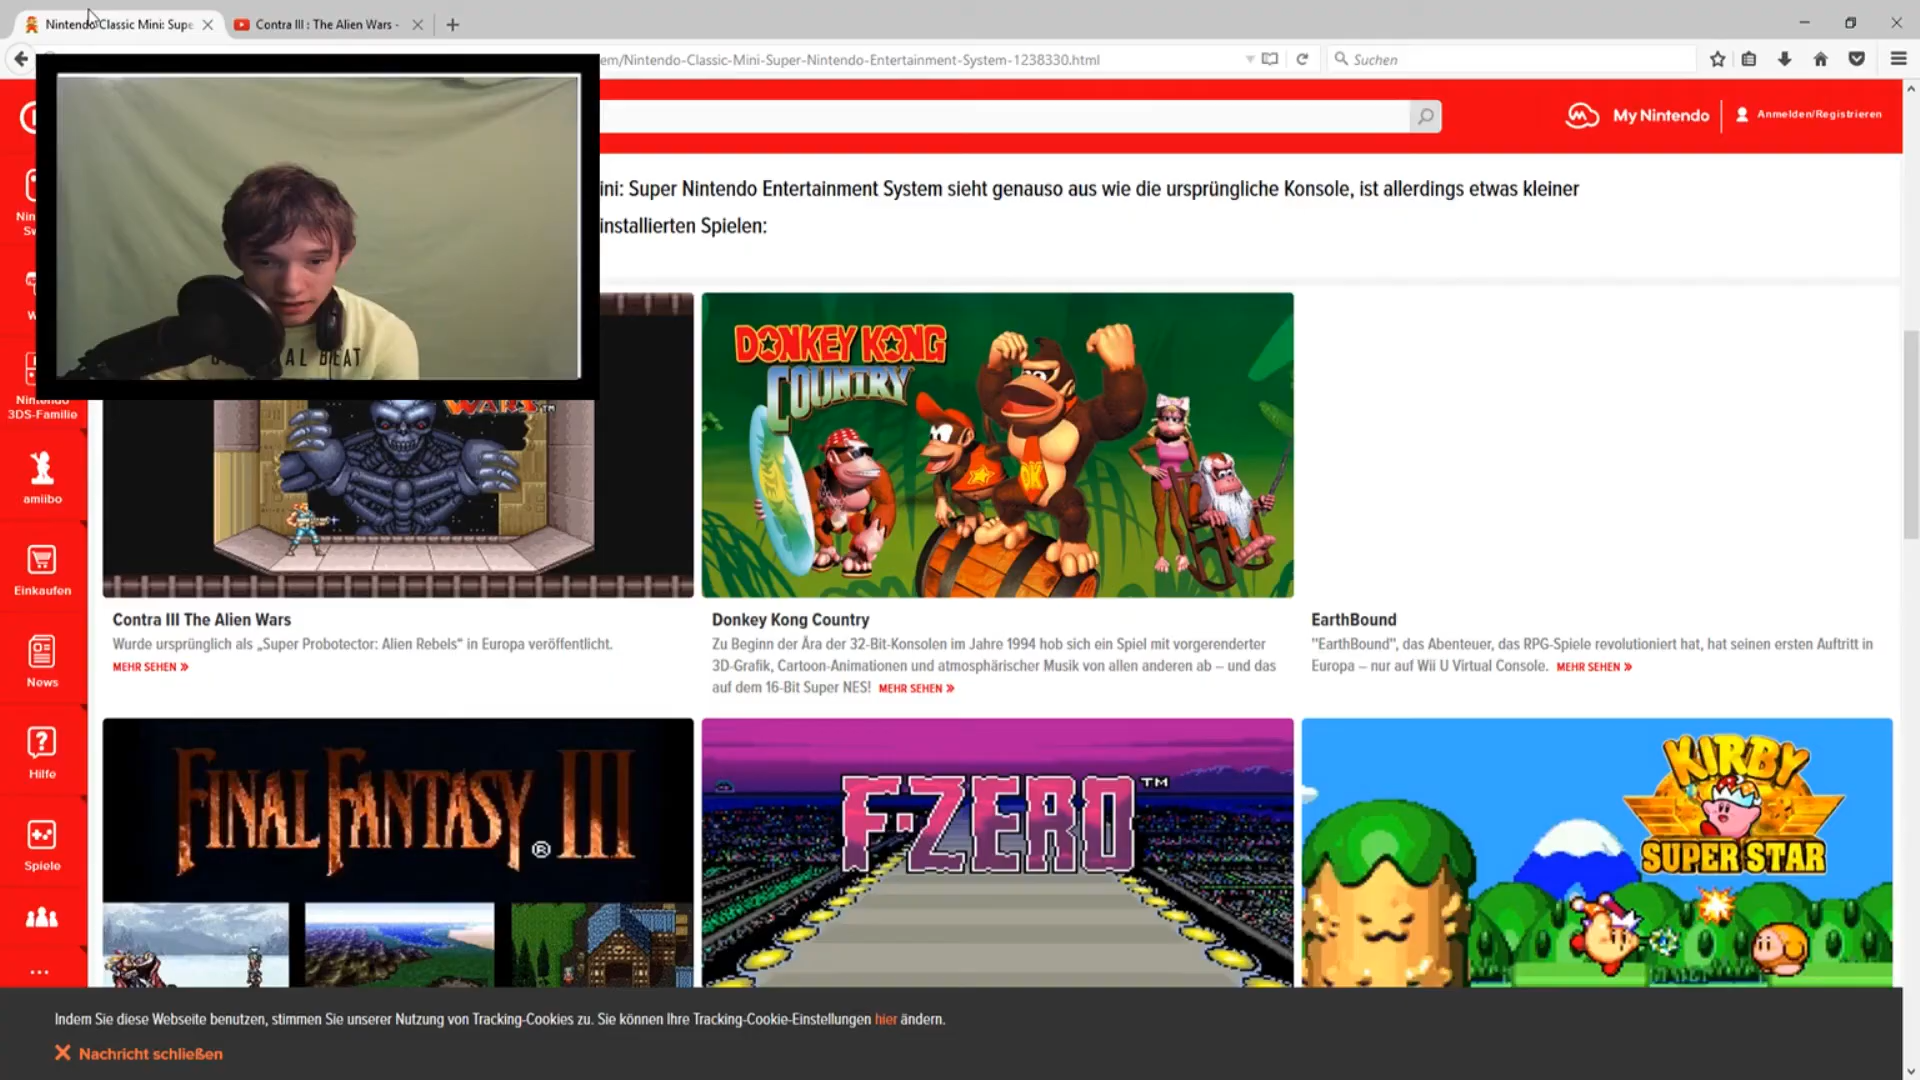 Nintendo Classic Mini: Supe
Contra III : The Alien Wars -
em/Nintendo-Classic-Mini-Super-Nintendo-Entertainment-System-1238330.html
Suchen
My Nintendo
Anmelden/Registrieren
ini: Super Nintendo Entertainment System sieht genauso aus wie die ursprüngliche Konsole, ist allerdings etwas kleiner
installierten Spielen:
Nintendo
3DS-Familie
amiibo
Einkaufen
News
Hilfe
Spiele
...
AL BEAT
WARS TM
DONKEY KONG
COUNTRY
DK
Contra III The Alien Wars
Wurde ursprünglich als „Super Probotector: Alien Rebels“ in Europa veröffentlicht.
MEHR SEHEN »
Donkey Kong Country
Zu Beginn der Ära der 32-Bit-Konsolen im Jahre 1994 hob sich ein Spiel mit vorgerenderter
3D-Grafik, Cartoon-Animationen und atmosphärischer Musik von allen anderen ab – und das
auf dem 16-Bit Super NES! MEHR SEHEN »
EarthBound
"EarthBound", das Abenteuer, das RPG-Spiele revolutioniert hat, hat seinen ersten Auftritt in
Europa – nur auf Wii U Virtual Console. MEHR SEHEN »
FINAL FANTASY® III
F-ZERO™
KIRBY
SUPER STAR
Indem Sie diese Webseite benutzen, stimmen Sie unserer Nutzung von Tracking-Cookies zu. Sie können Ihre Tracking-Cookie-Einstellungen hier ändern.
Nachricht schließen